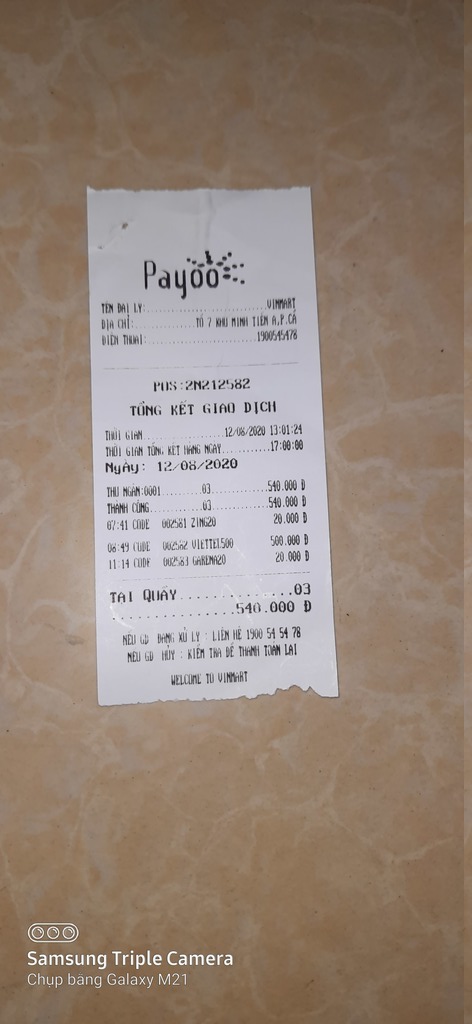 Payoo
TÊN ĐẠI LÝ:......................VINMART
ĐỊA CHỈ:.............TỔ 7 KHU MINH TIẾN A,P.CẨ
ĐIỆN THOẠI:.......................1900545478
POS:2N212582
TỔNG KẾT GIAO DỊCH
THỜI GIAN................12/08/2020 13:01:24
THỜI GIAN TỔNG KẾT HÀNG NGÀY..........17:00:00
Ngày: 12/08/2020
THU NGÂN:0001..........03.............540.000 Đ
THÀNH CÔNG.............03.............540.000 Đ
07:41 CODE 002581 ZING20 20.000 Đ
08:49 CODE 002582 VIETTEL500 500.000 Đ
11:14 CODE 002583 GARENA20 20.000 Đ
TẠI QUẦY..............03
..............540.000 Đ
NẾU GD ĐANG XỬ LÝ : LIÊN HỆ 1900 54 54 78
NẾU GD HỦY : KIỂM TRA ĐỂ THANH TOÁN LẠI
WELCOME TO VINMART
Samsung Triple Camera
Chụp bằng Galaxy M21